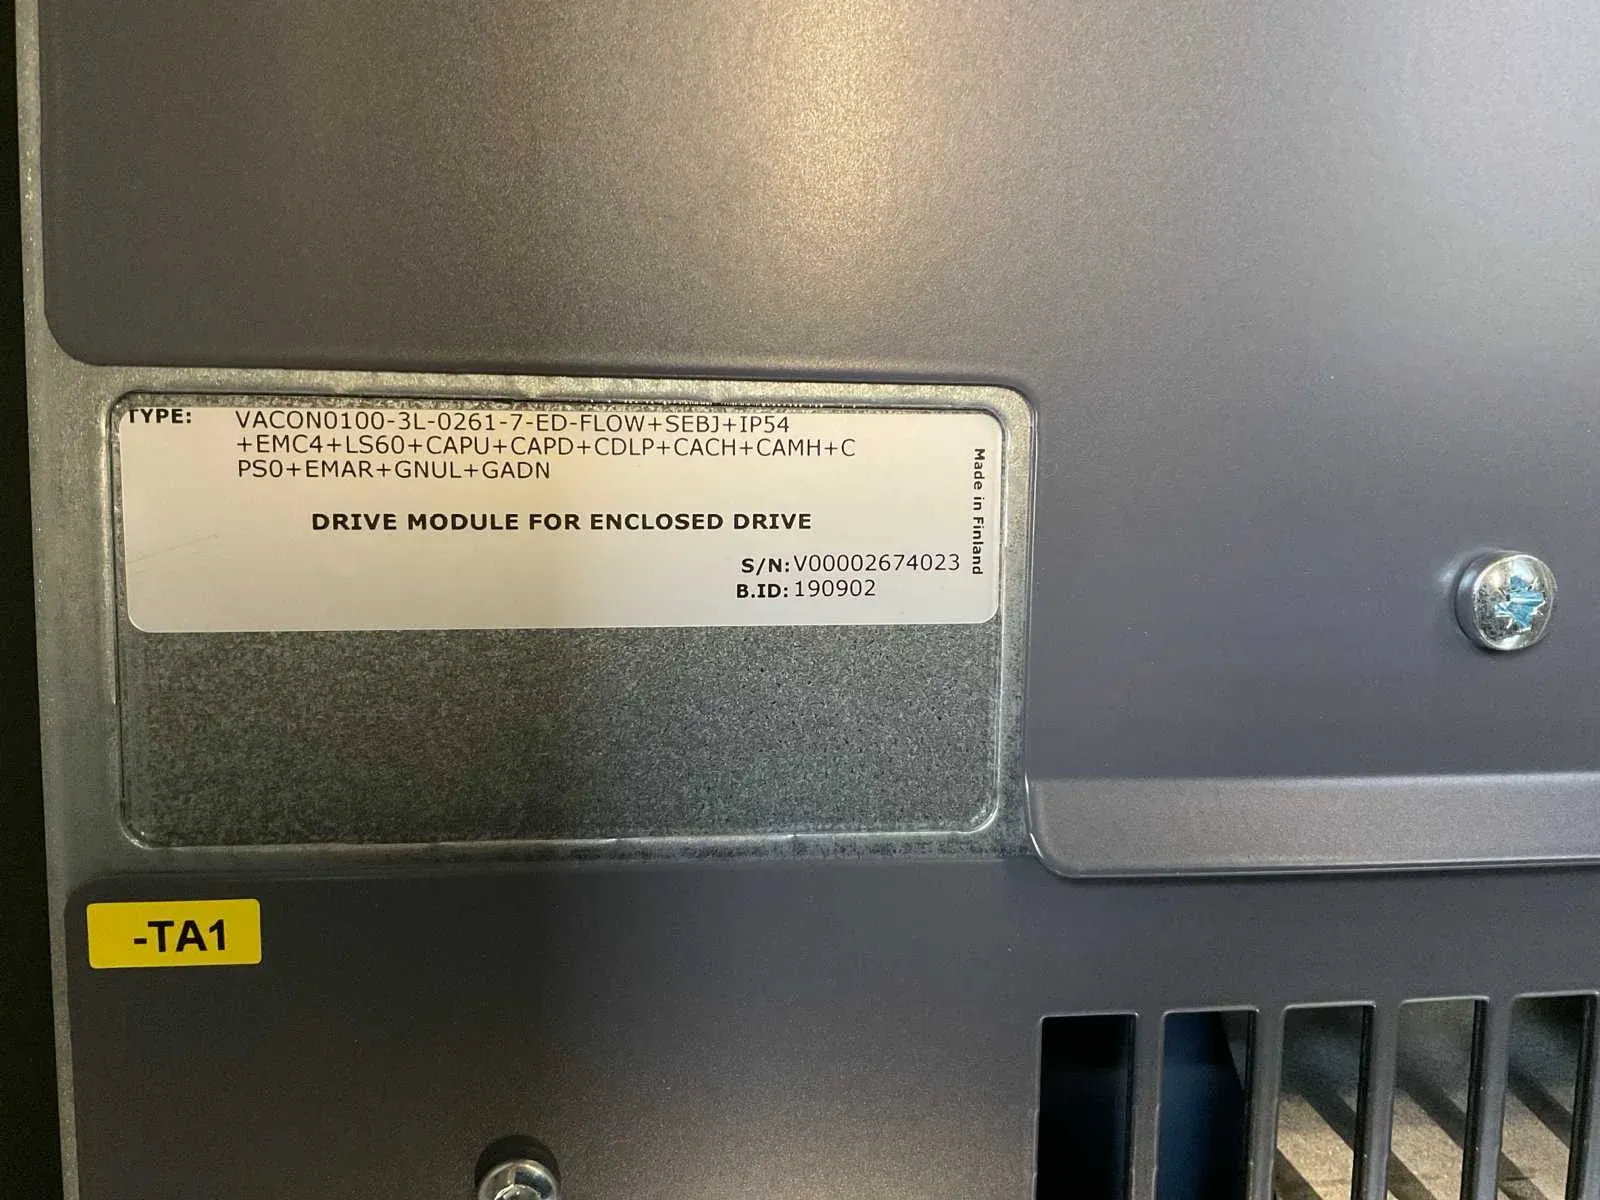 TYPE: VACON0100-3L-0261-7-ED-FLOW+SEBJ+IP54
+EMC4+LS60+CAPU+CAPD+CDLP+CACH+CAMH+C
PS0+EMAR+GNUL+GADN
DRIVE MODULE FOR ENCLOSED DRIVE
S/N: V00002674023
B.ID: 190902
Made in Finland
-TA1